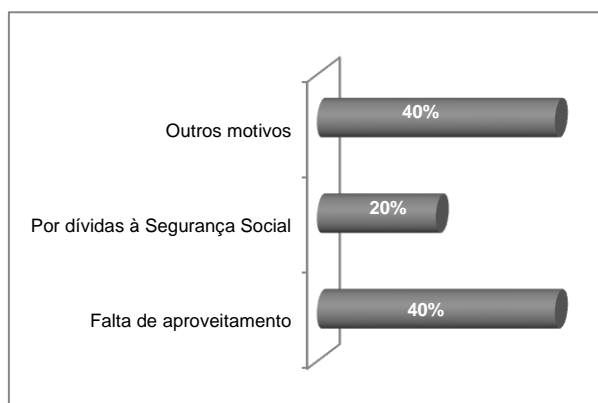 Outros motivos
40%
Por dívidas à Segurança Social
20%
Falta de aproveitamento
40%